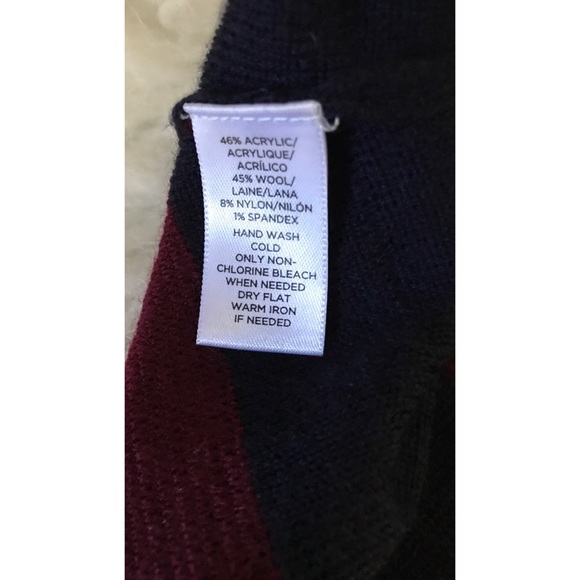 46% ACRYLIC/
ACRYLIQUE/
ACRÍLICO
45% WOOL/
LAINE/LANA
8% NYLON/NILÓN
1% SPANDEX
HAND WASH
COLD
ONLY NON-
CHLORINE BLEACH
WHEN NEEDED
DRY FLAT
WARM IRON
IF NEEDED